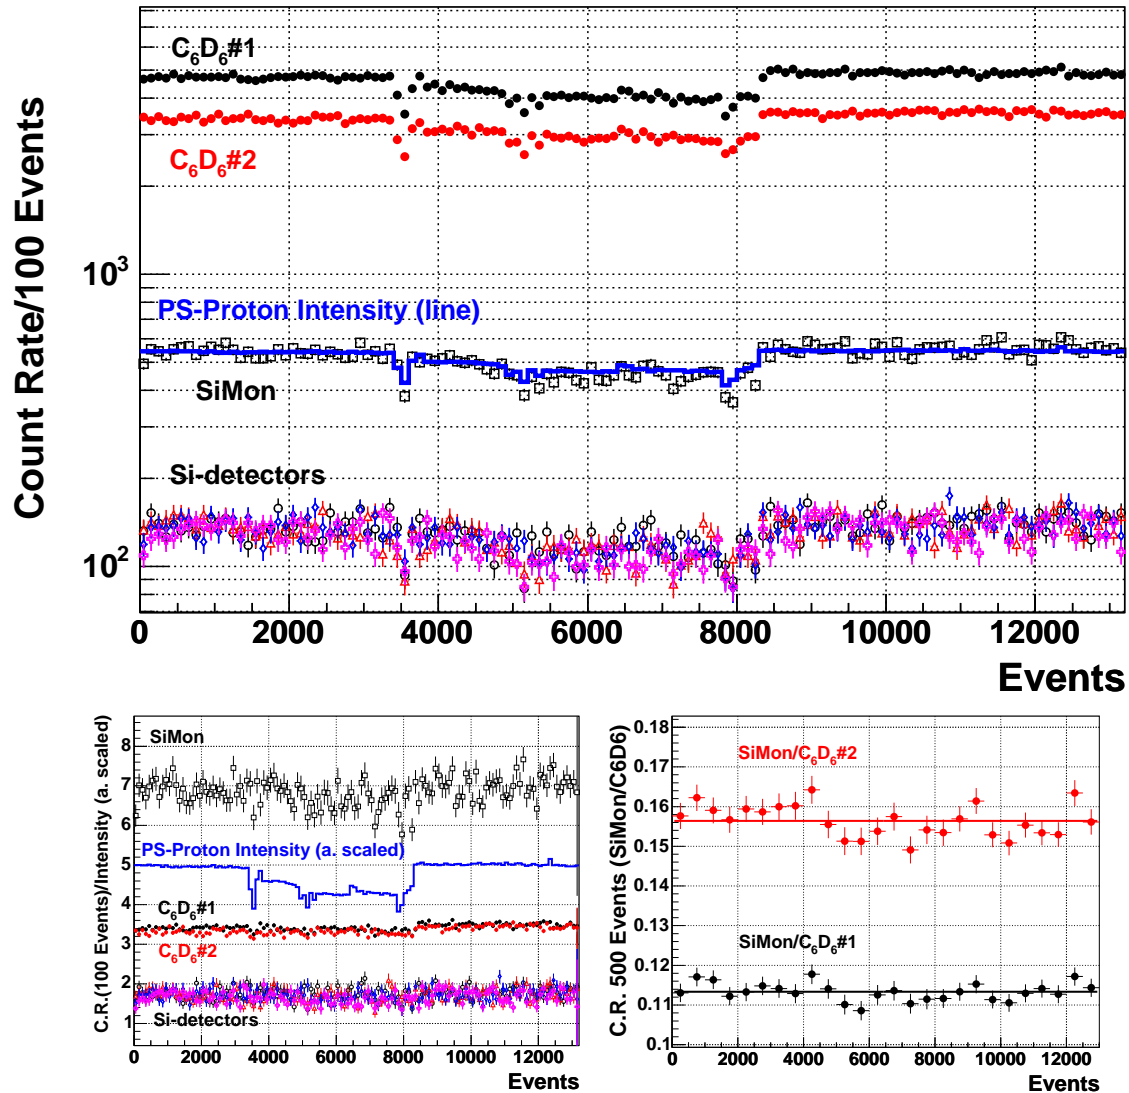 Count Rate/100 Events
C₆D₆#1
C₆D₆#2
10³
PS-Proton Intensity (line)
SiMon
Si-detectors
10²
0 2000 4000 6000 8000 10000 12000
Events
C.R.(100 Events)/Intensity (a. scaled)
8
7
6
5
4
3
2
1
SiMon
PS-Proton Intensity (a. scaled)
C₆D₆#1
C₆D₆#2
Si-detectors
0 2000 4000 6000 8000 10000 12000
Events
C.R. 500 Events (SiMon/C6D6)
0.18
0.17
0.16
0.15
0.14
0.13
0.12
0.11
0.1
SiMon/C₆D₆#2
SiMon/C₆D₆#1
0 2000 4000 6000 8000 10000 12000
Events